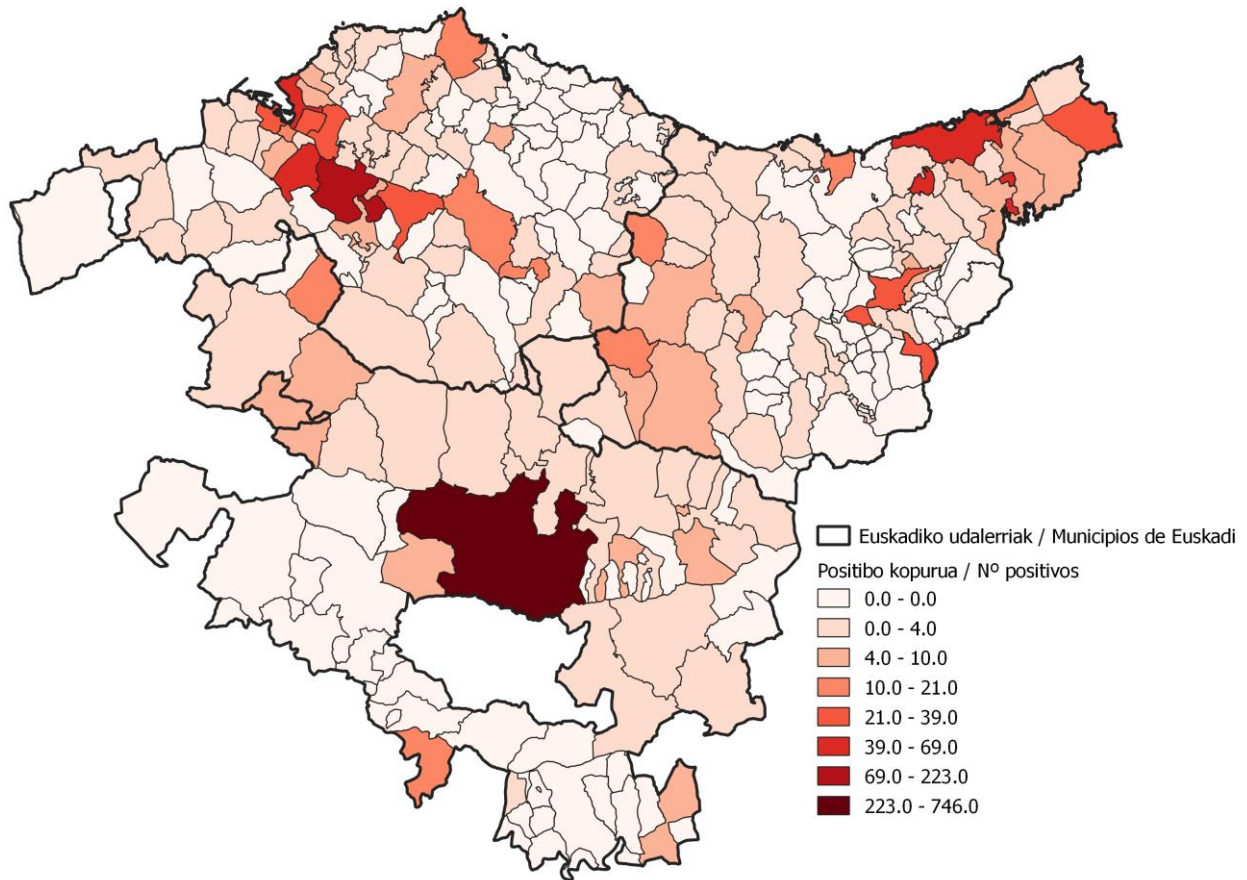 Euskadiko udalerriak / Municipios de Euskadi
Positibo kopurua / Nº positivos
0.0 - 0.0
0.0 - 4.0
4.0 - 10.0
10.0 - 21.0
21.0 - 39.0
39.0 - 69.0
69.0 - 223.0
223.0 - 746.0